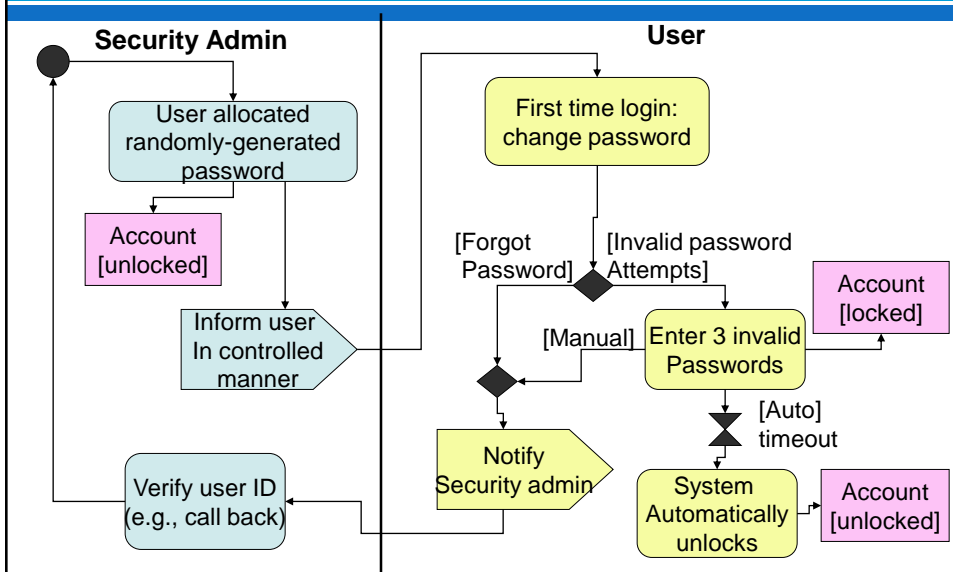 Security Admin
User
User allocated
randomly-generated
password
Account
[unlocked]
Inform user
In controlled
manner
Verify user ID
(e.g., call back)
First time login:
change password
[Forgot
Password]
[Invalid password
Attempts]
[Manual]
Enter 3 invalid
Passwords
Account
[locked]
[Auto]
timeout
Notify
Security admin
System
Automatically
unlocks
Account
[unlocked]